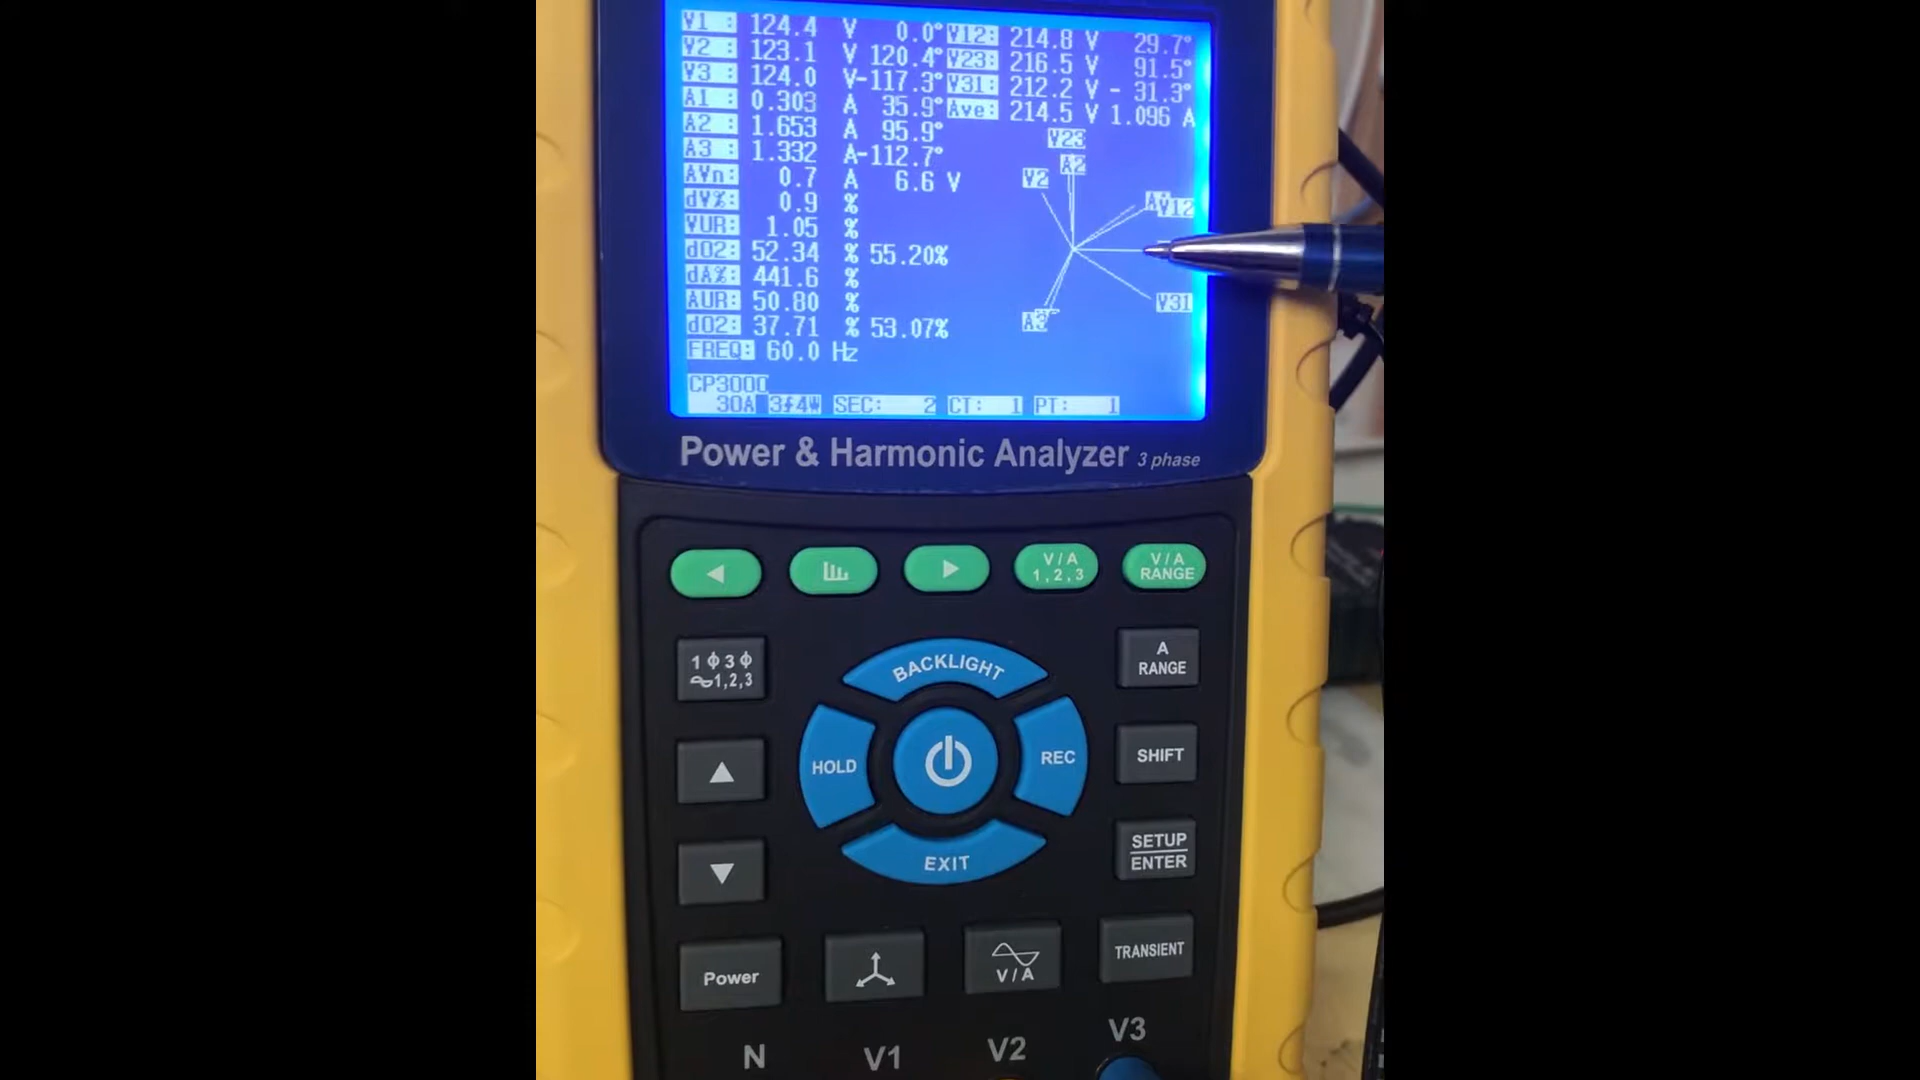 V1 : 124.4 V 0.0° V12: 214.8 V 29.7°
V2 : 123.1 V 120.4° V23: 216.5 V 91.5°
V3 : 124.0 V-117.3° V31: 212.2 V - 31.3°
A1 : 0.303 A 35.9° Ave: 214.5 V 1.096 A
A2 : 1.653 A 95.9°
A3 : 1.332 A-112.7°
AVn: 0.7 A 6.6 V
dV%: 0.9 %
VUR: 1.05 %
dO2: 52.34 % 55.20%
dA%: 441.6 %
AUR: 50.80 %
dO2: 37.71 % 53.07%
FREQ: 60.0 Hz
V23
A2
V2
V12
V31
A3
CP3000
30A 3ϕ4W SEC: 2 CT: 1 PT: 1
Power & Harmonic Analyzer 3 phase
V / A
1 , 2 , 3
V / A
RANGE
1 ϕ 3 ϕ
1,2,3
BACKLIGHT
A
RANGE
HOLD
REC
SHIFT
EXIT
SETUP
ENTER
Power
V / A
TRANSIENT
N V1 V2 V3